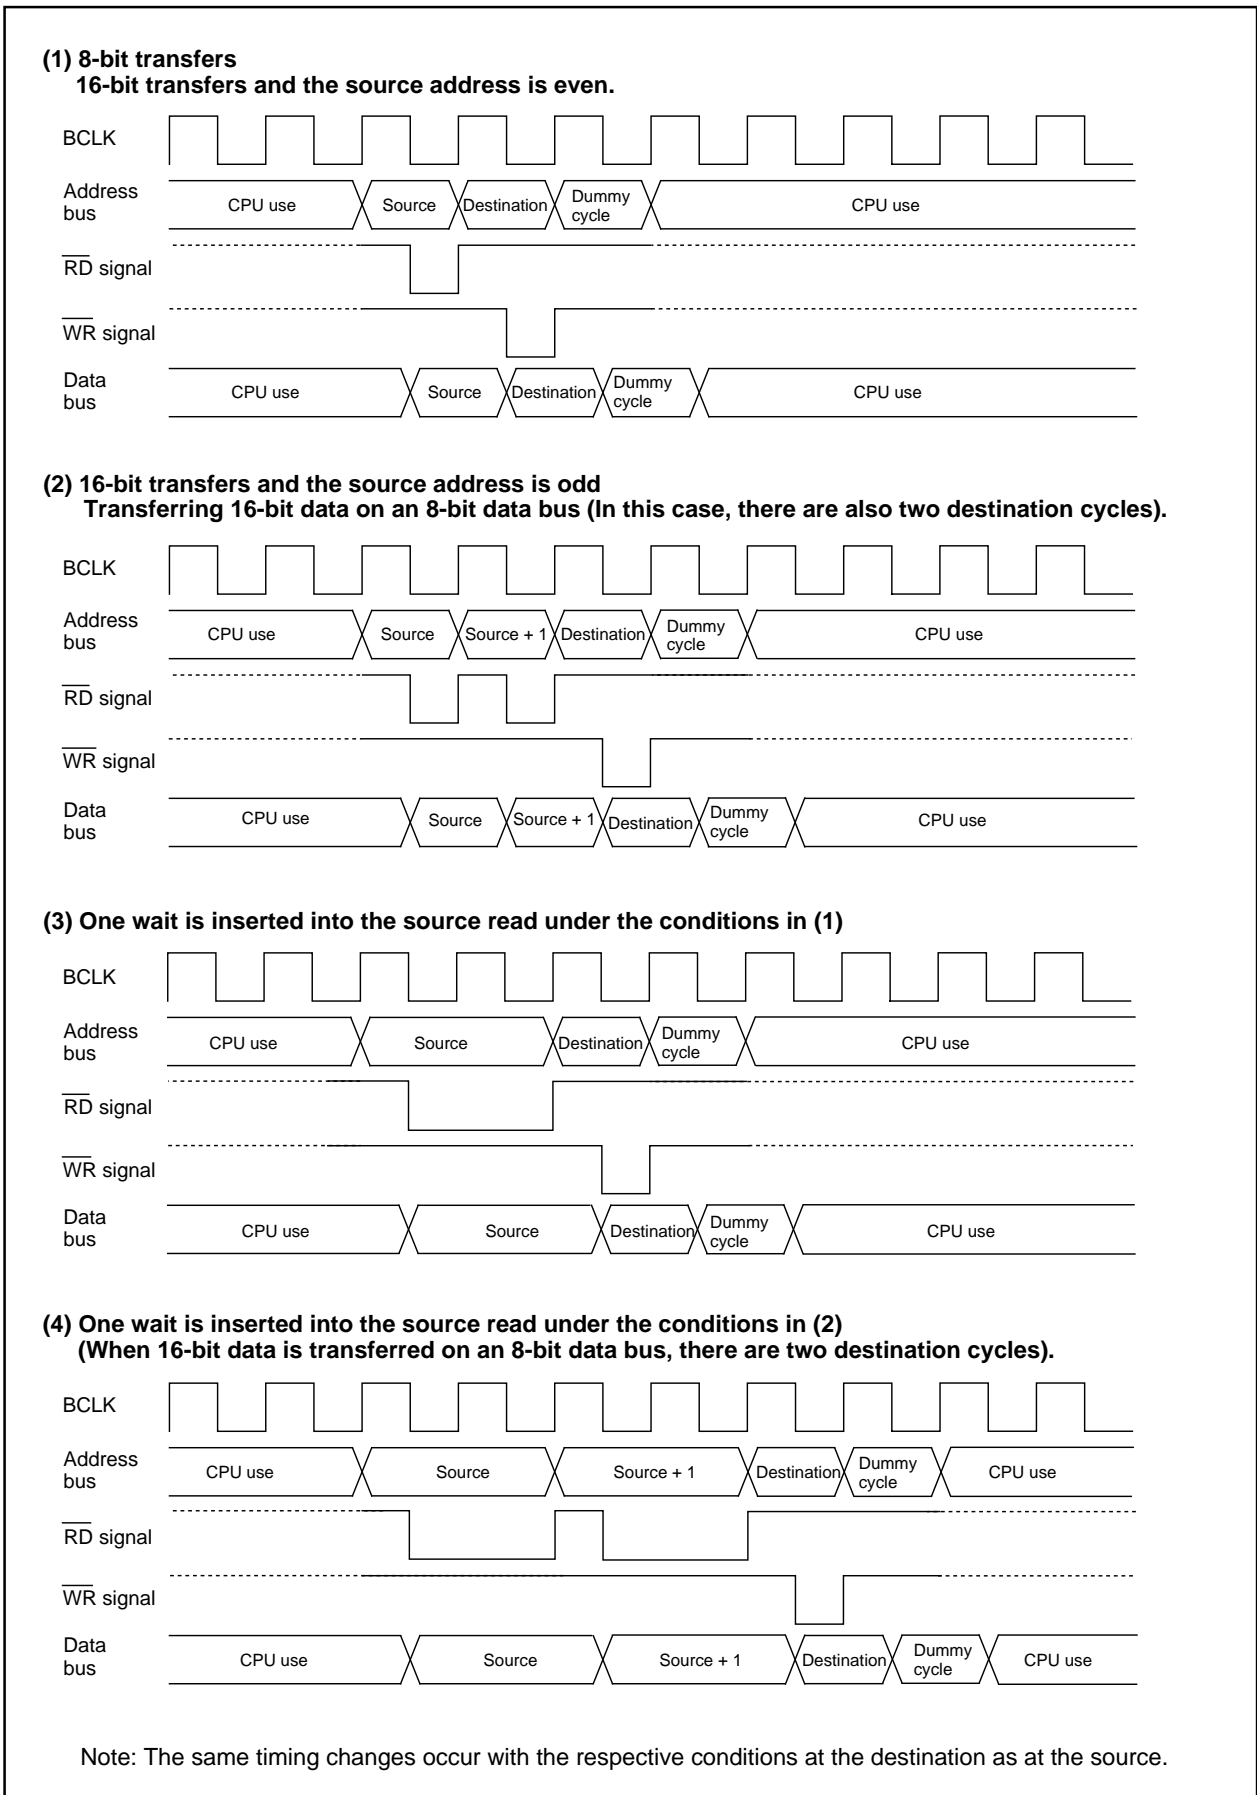 (1) 8-bit transfers
16-bit transfers and the source address is even.
BCLK
Address
bus
CPU use
Source
Destination
Dummy
cycle
CPU use
RD signal
WR signal
Data
bus
CPU use
Source
Destination
Dummy
cycle
CPU use
(2) 16-bit transfers and the source address is odd
Transferring 16-bit data on an 8-bit data bus (In this case, there are also two destination cycles).
BCLK
Address
bus
CPU use
Source
Source + 1
Destination
Dummy
cycle
CPU use
RD signal
WR signal
Data
bus
CPU use
Source
Source + 1
Destination
Dummy
cycle
CPU use
(3) One wait is inserted into the source read under the conditions in (1)
BCLK
Address
bus
CPU use
Source
Destination
Dummy
cycle
CPU use
RD signal
WR signal
Data
bus
CPU use
Source
Destination
Dummy
cycle
CPU use
(4) One wait is inserted into the source read under the conditions in (2)
(When 16-bit data is transferred on an 8-bit data bus, there are two destination cycles).
BCLK
Address
bus
CPU use
Source
Source + 1
Destination
Dummy
cycle
CPU use
RD signal
WR signal
Data
bus
CPU use
Source
Source + 1
Destination
Dummy
cycle
CPU use
Note: The same timing changes occur with the respective conditions at the destination as at the source.